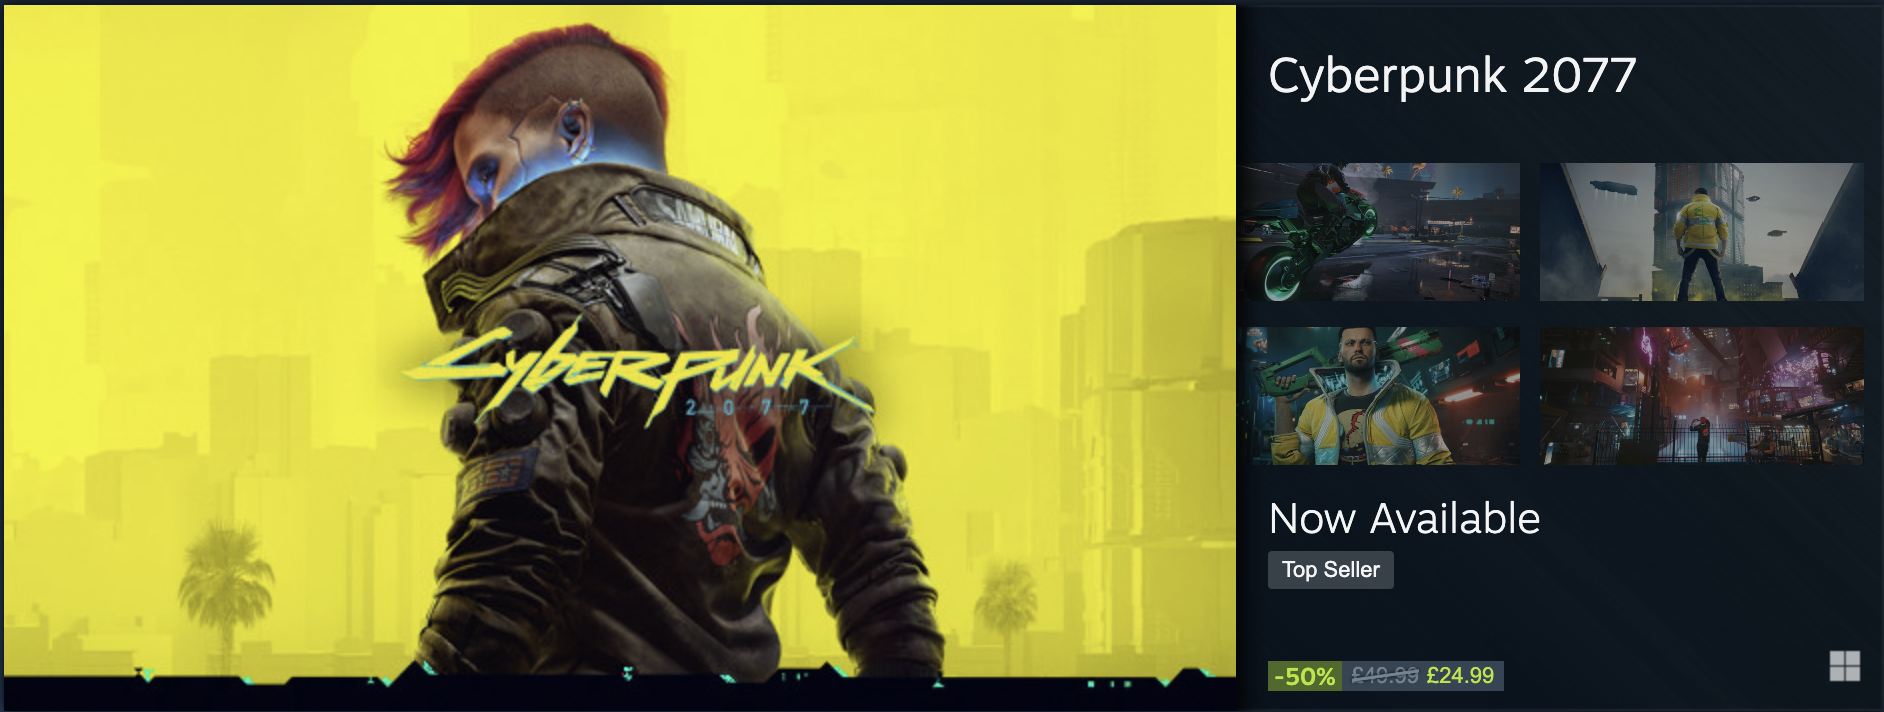 CYBERPUNK
2077
Cyberpunk 2077
Now Available
Top Seller
-50% £49.99 £24.99